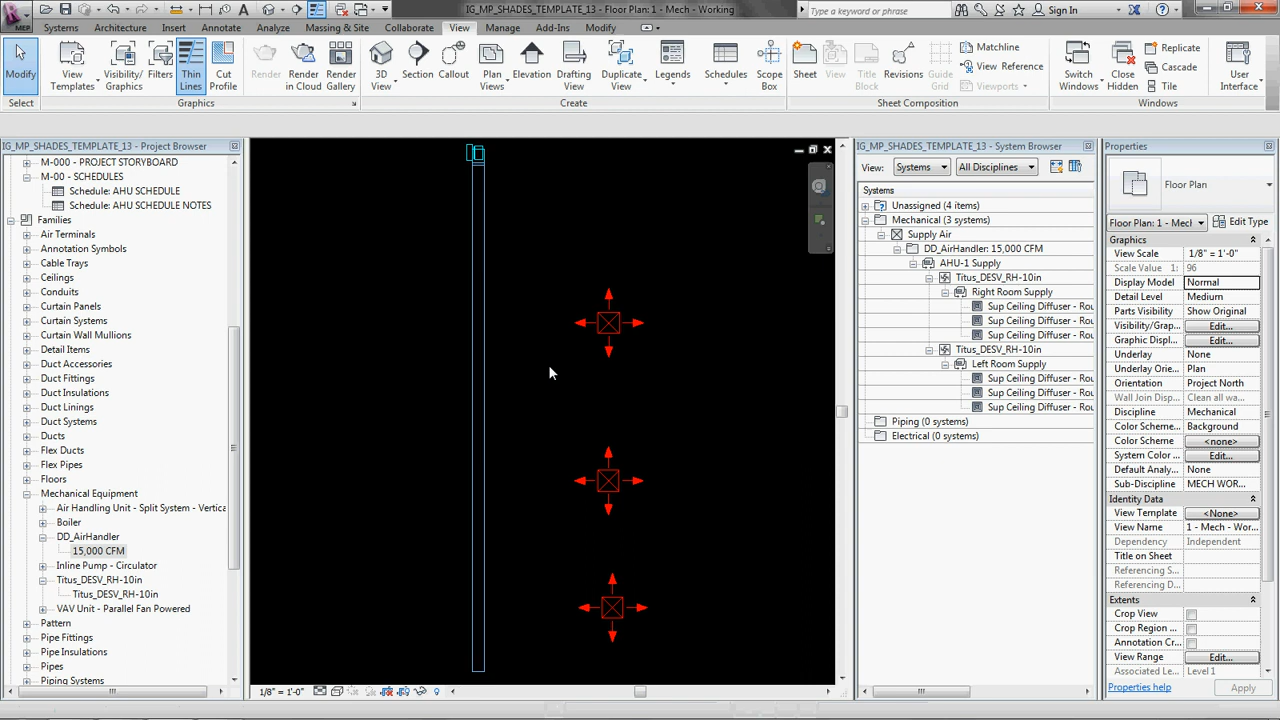 IG_MP_SHADES_TEMPLATE_13 - Floor Plan: 1 - Mech - Working
Type a keyword or phrase
Sign In
MEP
Systems Architecture Insert Annotate Analyze Massing & Site Collaborate View Manage Add-Ins Modify
Modify
View Templates
Visibility/ Graphics
Filters
Thin Lines
Cut Profile
Render
Render in Cloud
Render Gallery
3D View
Section
Callout
Plan Views
Elevation
Drafting View
Duplicate View
Legends
Schedules
Scope Box
Sheet
View
Title Block
Revisions
Guide Grid
Matchline
View Reference
Viewports
Switch Windows
Close Hidden
Replicate
Cascade
Tile
User Interface
Select Graphics Create Sheet Composition Windows
IG_MP_SHADES_TEMPLATE_13 - Project Browser
M-000 - PROJECT STORYBOARD
M-00 - SCHEDULES
Schedule: AHU SCHEDULE
Schedule: AHU SCHEDULE NOTES
Families
Air Terminals
Annotation Symbols
Cable Trays
Ceilings
Conduits
Curtain Panels
Curtain Systems
Curtain Wall Mullions
Detail Items
Duct Accessories
Duct Fittings
Duct Insulations
Duct Linings
Duct Systems
Ducts
Flex Ducts
Flex Pipes
Floors
Mechanical Equipment
Air Handling Unit - Split System - Vertica
Boiler
DD_AirHandler
15,000 CFM
Inline Pump - Circulator
Titus_DESV_RH-10in
Titus_DESV_RH-10in
VAV Unit - Parallel Fan Powered
Pattern
Pipe Fittings
Pipe Insulations
Pipes
Piping Systems
1/8" = 1'-0"
IG_MP_SHADES_TEMPLATE_13 - System Browser
View: Systems All Disciplines
Systems
Unassigned (4 items)
Mechanical (3 systems)
Supply Air
DD_AirHandler: 15,000 CFM
AHU-1 Supply
Titus_DESV_RH-10in
Right Room Supply
Sup Ceiling Diffuser - Rou
Sup Ceiling Diffuser - Rou
Sup Ceiling Diffuser - Rou
Titus_DESV_RH-10in
Left Room Supply
Sup Ceiling Diffuser - Rou
Sup Ceiling Diffuser - Rou
Sup Ceiling Diffuser - Rou
Piping (0 systems)
Electrical (0 systems)
Properties
Floor Plan
Floor Plan: 1 - Mecl Edit Type
Graphics
View Scale 1/8" = 1'-0"
Scale Value 1: 96
Display Model Normal
Detail Level Medium
Parts Visibility Show Original
Visibility/Grap... Edit...
Graphic Displ... Edit...
Underlay None
Underlay Orie... Plan
Orientation Project North
Wall Join Displ... Clean all wa...
Discipline Mechanical
Color Scheme... Background
Color Scheme <none>
System Color ... Edit...
Default Analy... None
Sub-Discipline MECH WOR...
Identity Data
View Template <None>
View Name 1 - Mech - Wor...
Dependency Independent
Title on Sheet
Referencing S...
Referencing D...
Extents
Crop View
Crop Region ...
Annotation Cr...
View Range Edit...
Associated Le... Level 1
Properties help Apply